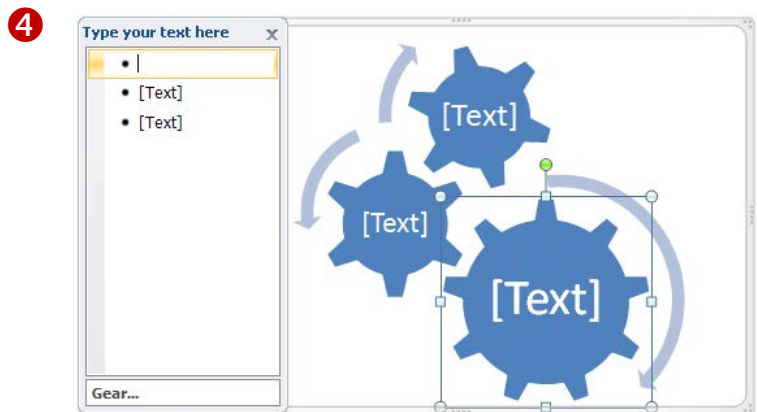 4
Type your text here x
•
• [Text]
• [Text]
Gear...
[Text]
[Text]
[Text]